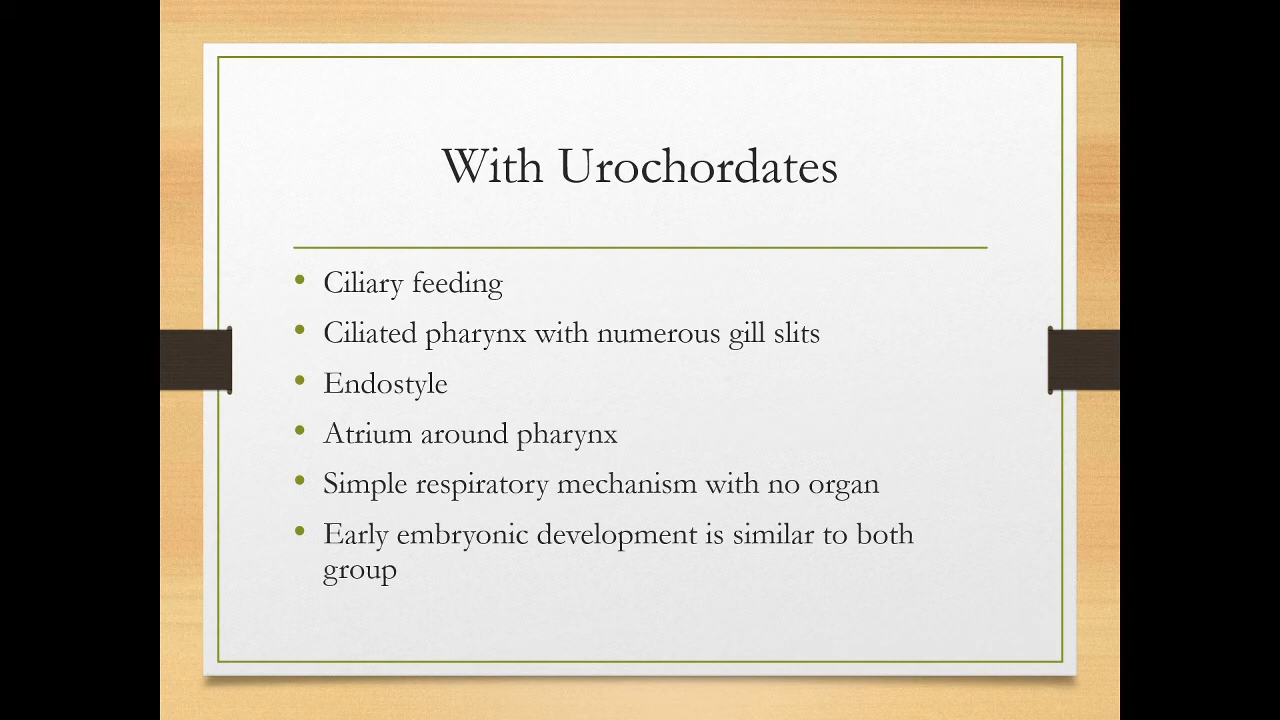 With Urochordates
• Ciliary feeding
• Ciliated pharynx with numerous gill slits
• Endostyle
• Atrium around pharynx
• Simple respiratory mechanism with no organ
• Early embryonic development is similar to both
group